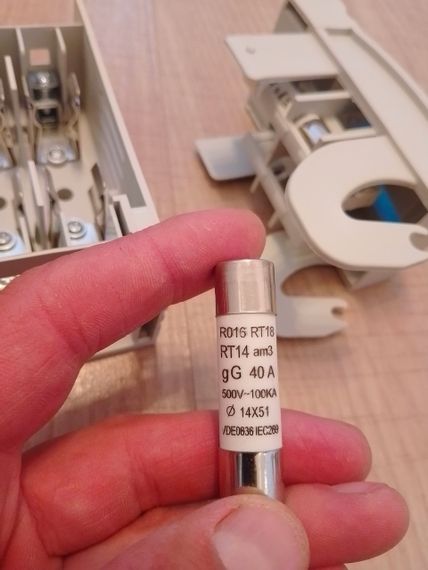 R016 RT18
RT14 am3
gG 40 A
500V~100KA
Ø 14X51
VDE0636 IEC269